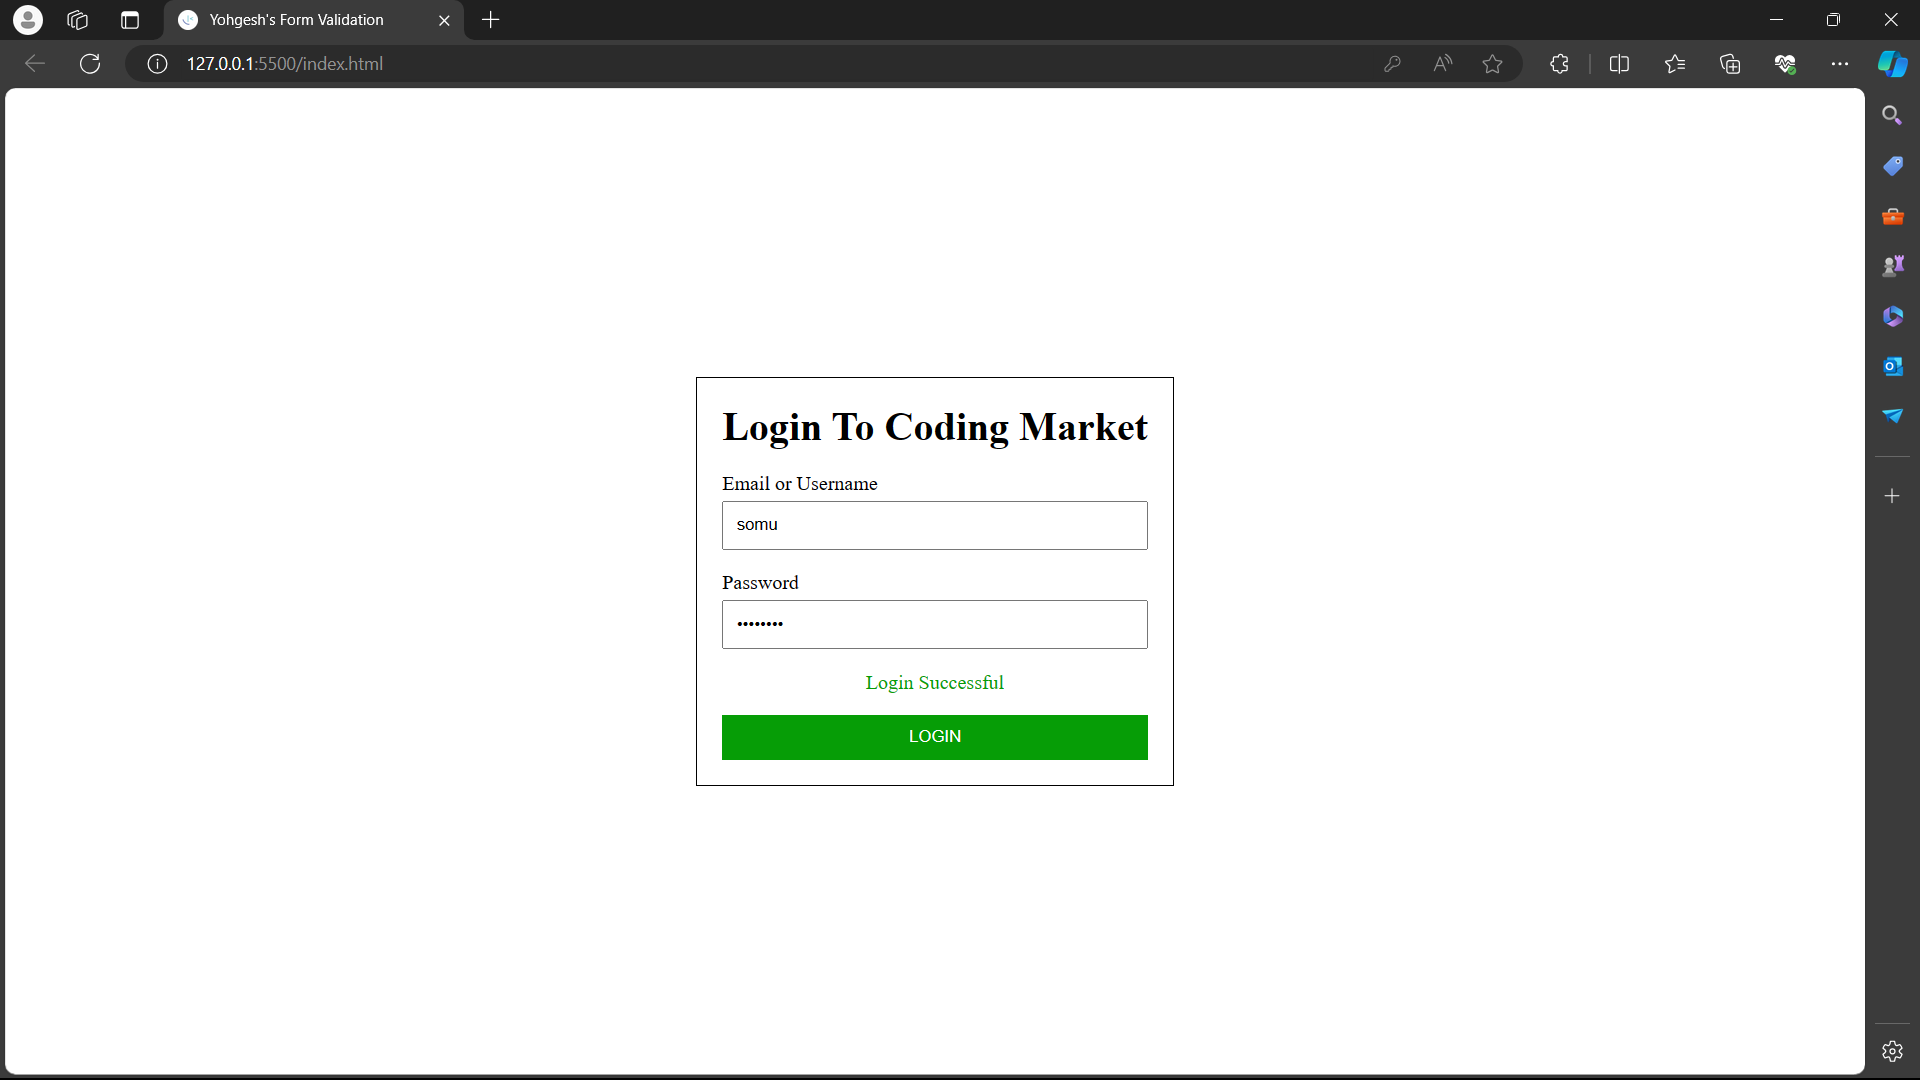 Yohgesh's Form Validation
127.0.0.1:5500/index.html
Login To Coding Market
Email or Username
somu
Password
••••••••
Login Successful
LOGIN